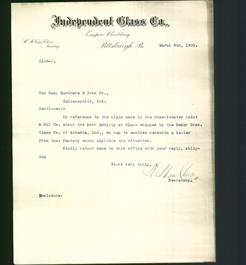 Independent Glass Co.,
Empire Building
Pittsburgh, Pa.
March 8th, 1902.
Van Camp Hardware & Iron Co.,
Indianapolis, Ind.
Gentlemen:
In reference to the claim made by the Consolidated Paint
& Oil Co. about the poor quality of Glass shipped by the Baker Bros.
Glass Co. of Arcadia, Ind., we beg to enclose herewith a letter
from that factory which explains the situation.
Kindly return same to this office with your reply, oblig-
ing
Yours very truly,
Secretary.
Enclosure.